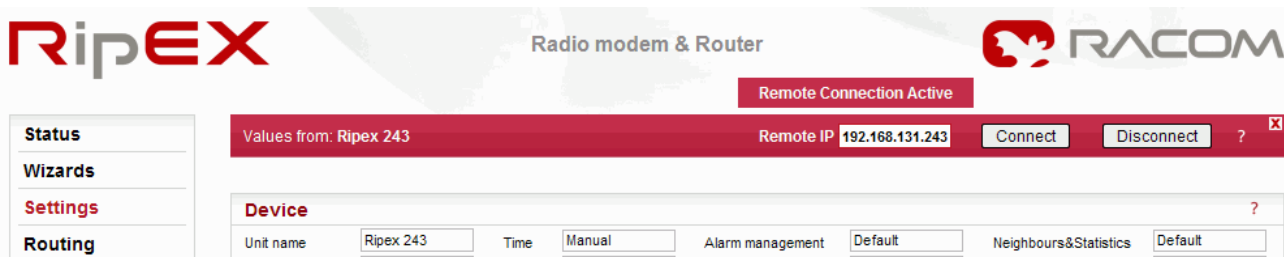 RipEX
Radio modem & Router
RACOM
Remote Connection Active
Status
Values from: Ripex 243 Remote IP 192.168.131.243 Connect Disconnect ? X
Wizards
Settings
Device ?
Routing
Unit name Ripex 243 Time Manual Alarm management Default Neighbours&Statistics Default